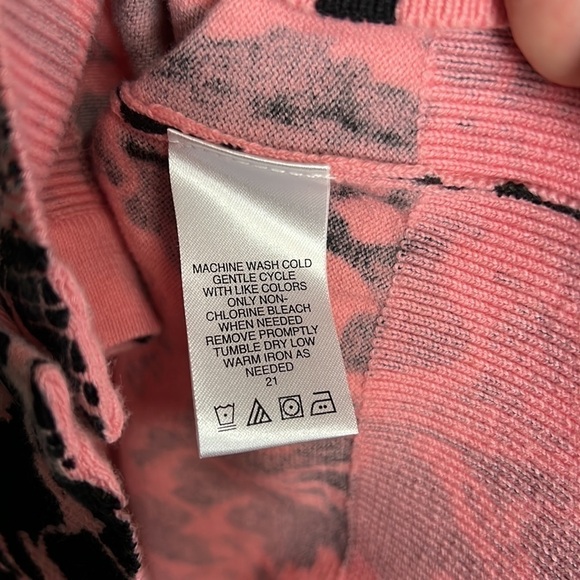 MACHINE WASH COLD
GENTLE CYCLE
WITH LIKE COLORS
ONLY NON-
CHLORINE BLEACH
WHEN NEEDED
REMOVE PROMPTLY
TUMBLE DRY LOW
WARM IRON AS
NEEDED
21